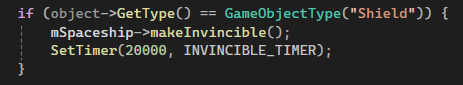 if (object->GetType() == GameObjectType("Shield")) {
    mSpaceship->makeInvincible();
    SetTimer(20000, INVINCIBLE_TIMER);
}